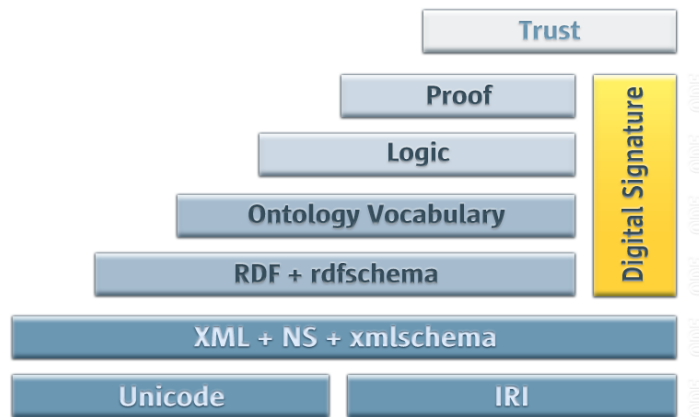 Trust
Proof
Digital Signature
Logic
Ontology Vocabulary
RDF + rdfschema
XML + NS + xmlschema
Unicode
IRI